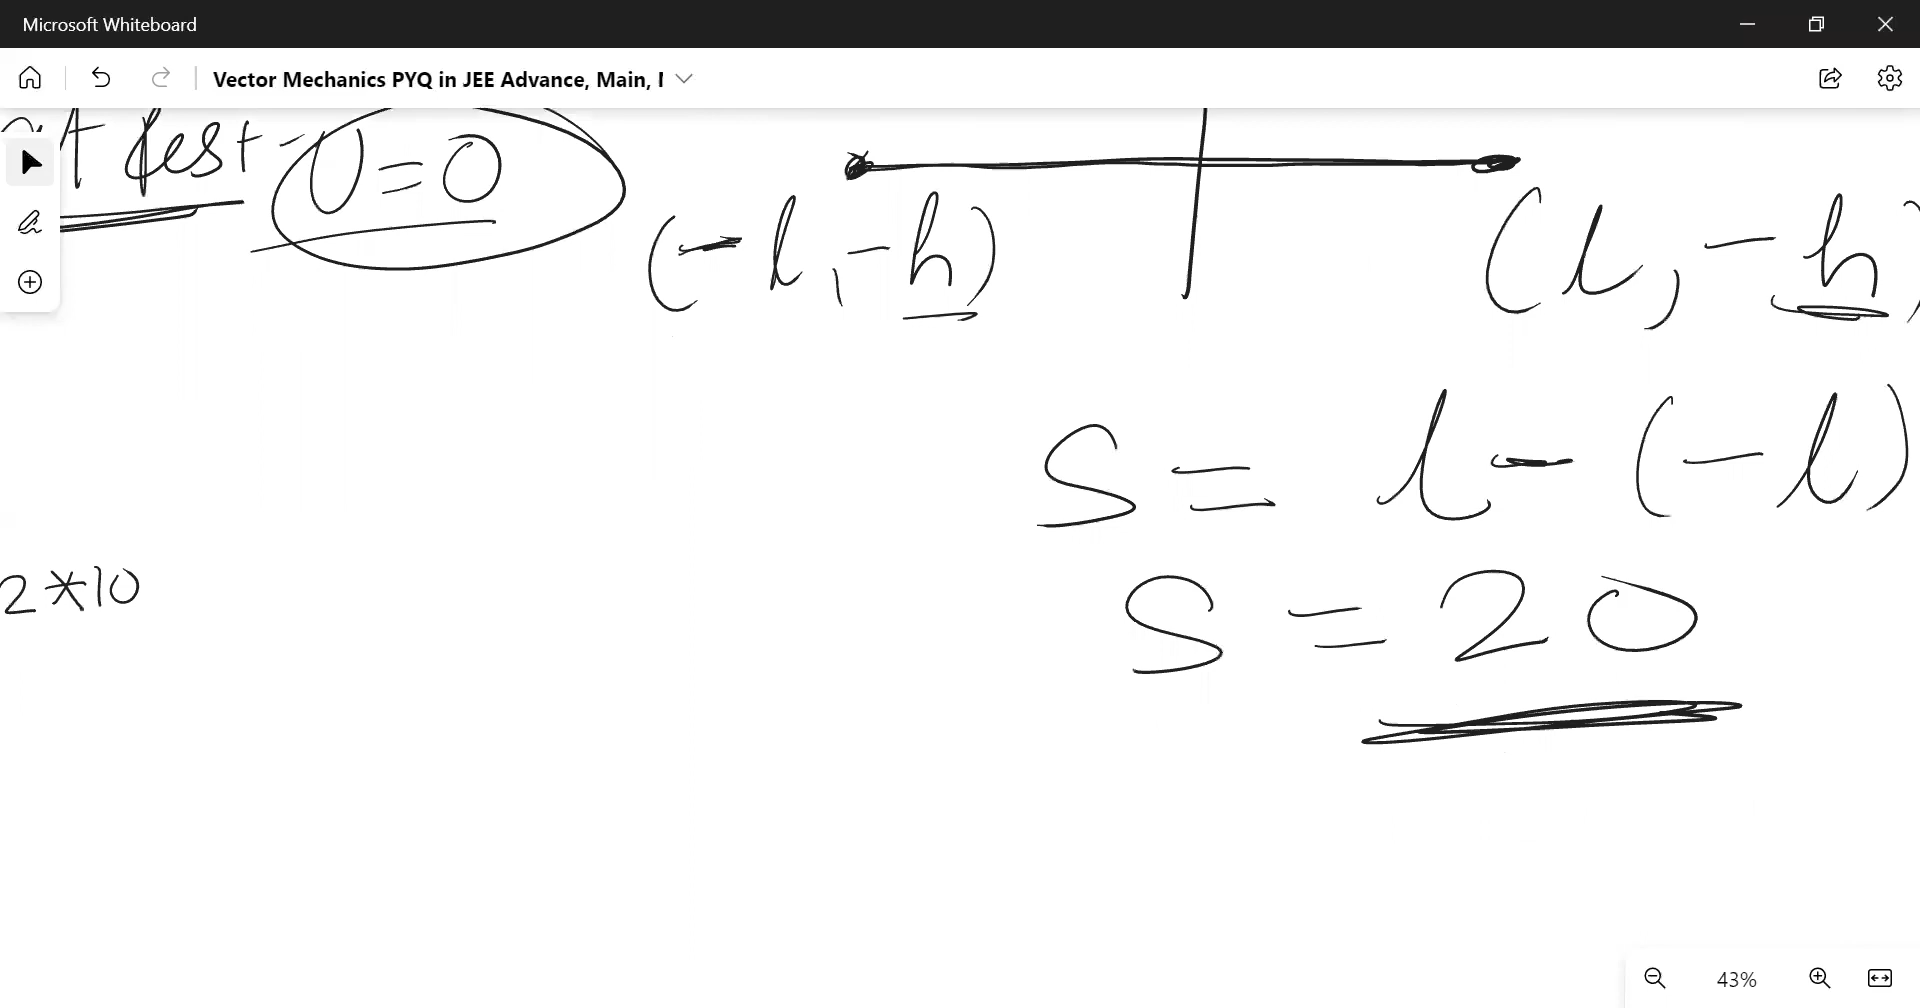 Microsoft Whiteboard
Vector Mechanics PYQ in JEE Advance, Main, I
At Rest - U=0
(-l, -h)
(l, -h)
S = l - (-l)
2*10
S = 20
43%